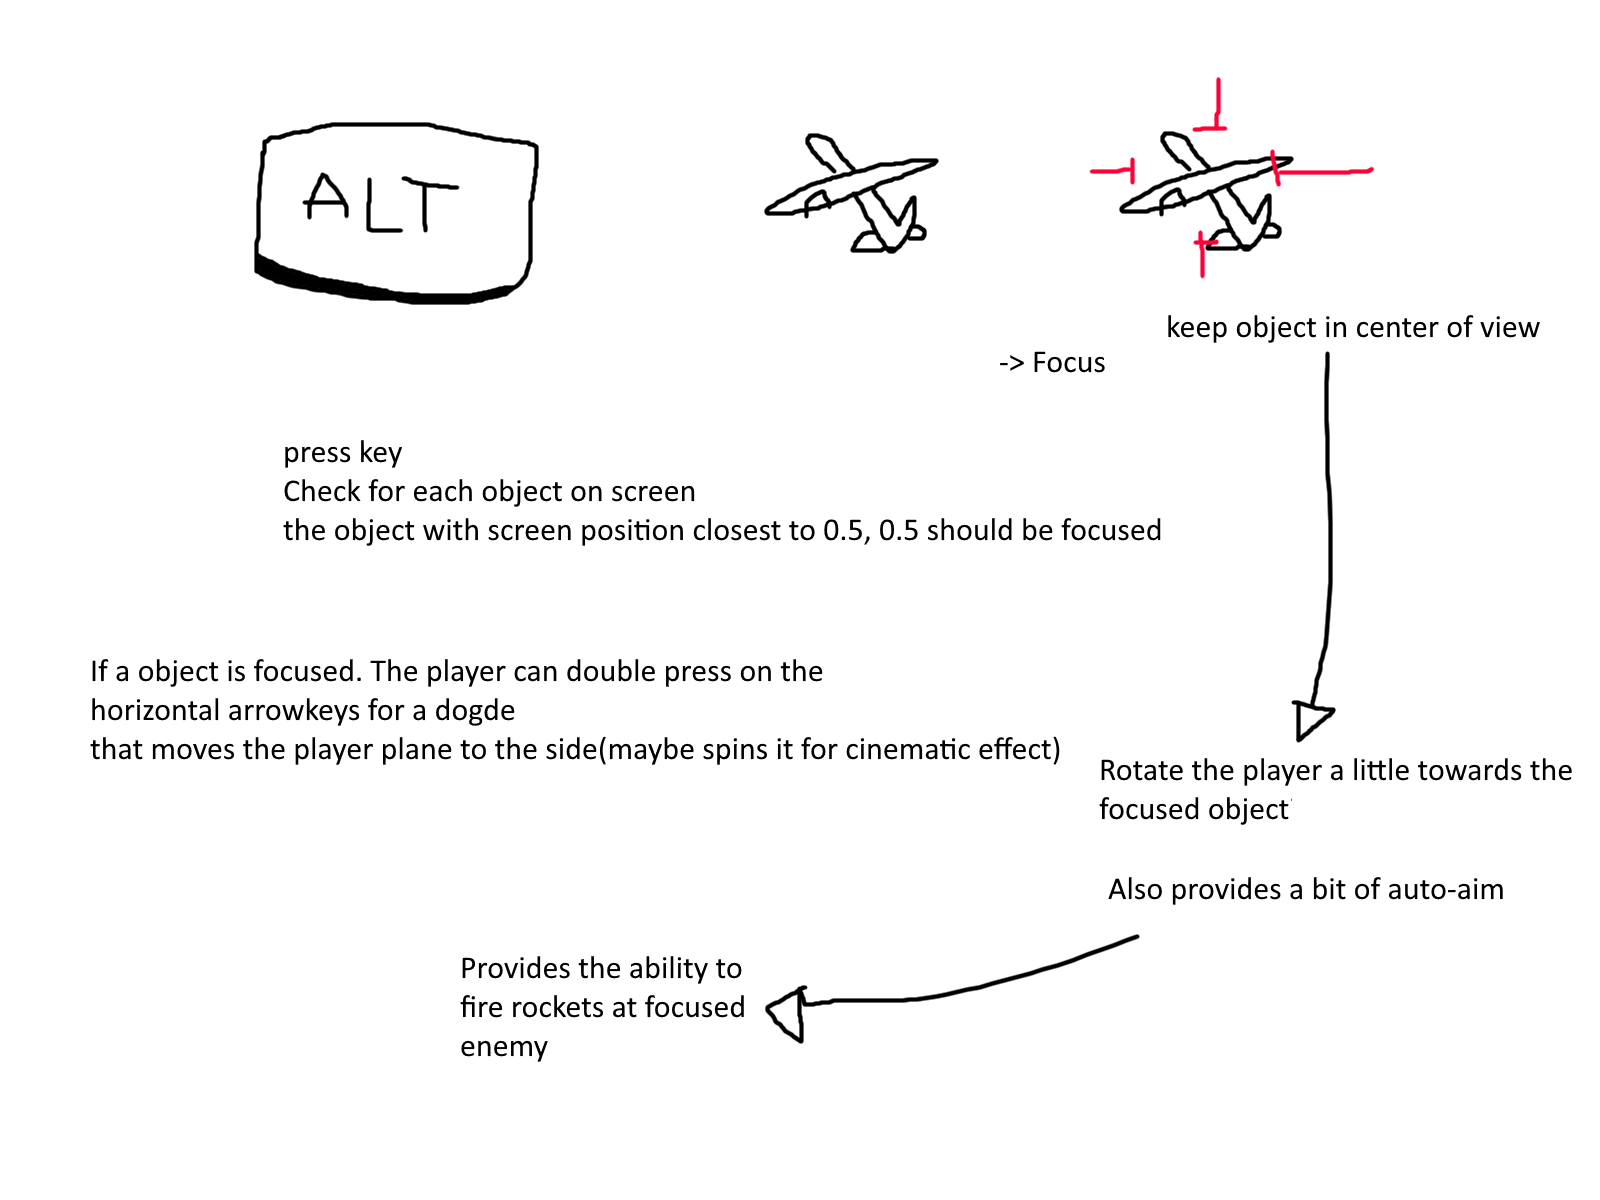 ALT
keep object in center of view
-> Focus
press key
Check for each object on screen
the object with screen position closest to 0.5, 0.5 should be focused
If a object is focused. The player can double press on the
horizontal arrowkeys for a dogde
that moves the player plane to the side(maybe spins it for cinematic effect)
Rotate the player a little towards the
focused object
Also provides a bit of auto-aim
Provides the ability to
fire rockets at focused
enemy